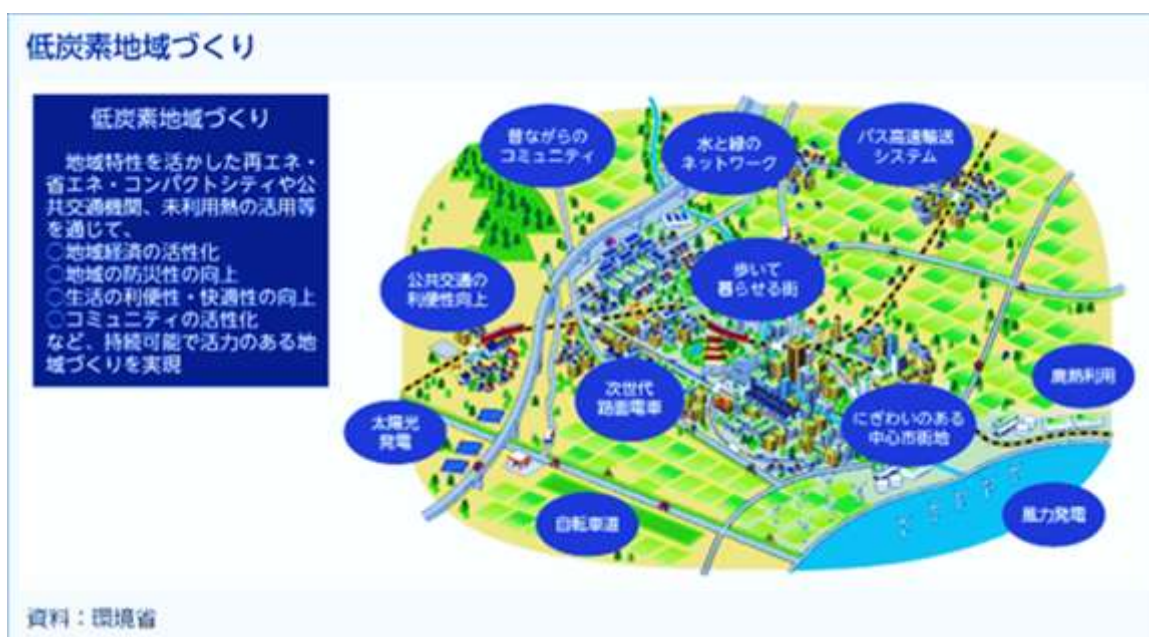 低炭素地域づくり
低炭素地域づくり
地域特性を活かした再エネ・
省エネ・コンパクトシティや公
共交通機関、未利用熱の活用等
を通じて、
○地域経済の活性化
○地域の防災性の向上
○生活の利便性・快適性の向上
○コミュニティの活性化
など、持続可能で活力のある地
域づくりを実現
昔ながらの
コミュニティ
水と緑の
ネットワーク
バス高速輸送
システム
公共交通の
利便性向上
歩いて
暮らせる街
次世代
路面電車
廃熱利用
太陽光
発電
にぎわいのある
中心市街地
自転車道
風力発電
資料：環境省